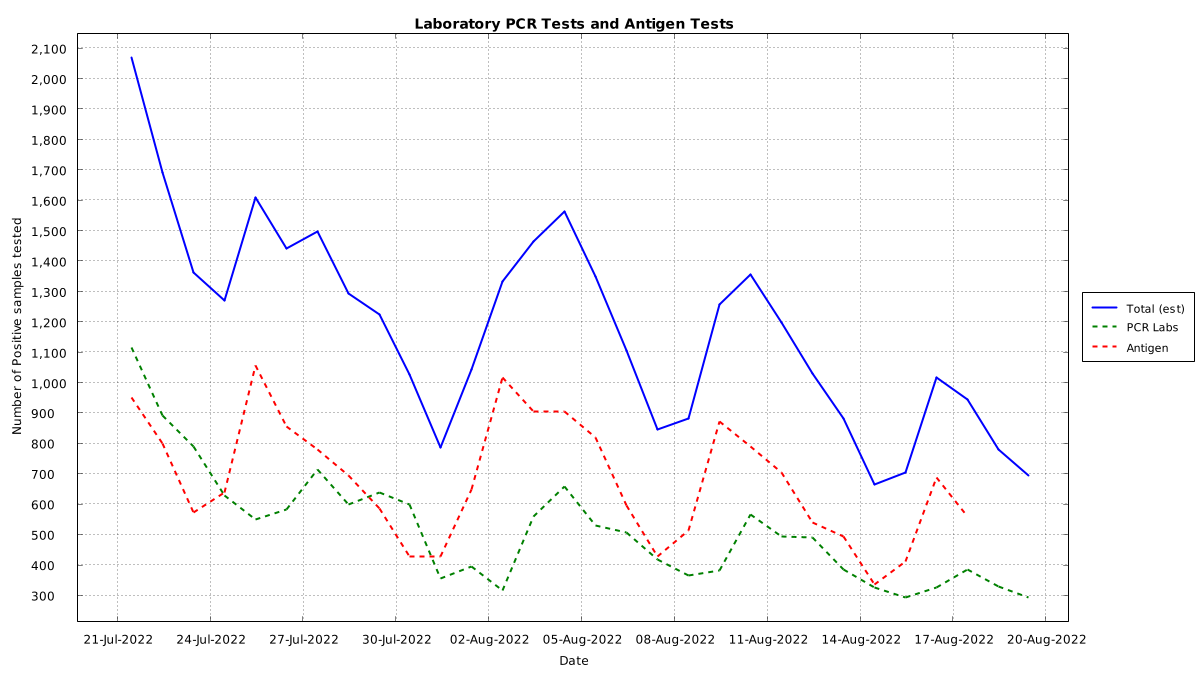 Laboratory PCR Tests and Antigen Tests
2,100
2,000
1,900
1,800
1,700
1,600
1,500
1,400
1,300
1,200
1,100
1,000
900
800
700
600
500
400
300
Number of Positive samples tested
21-Jul-2022 24-Jul-2022 27-Jul-2022 30-Jul-2022 02-Aug-2022 05-Aug-2022 08-Aug-2022 11-Aug-2022 14-Aug-2022 17-Aug-2022 20-Aug-2022
Date
Total (est)
PCR Labs
Antigen